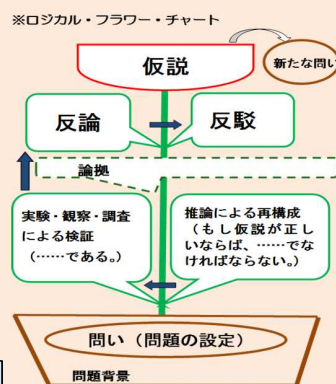 ※ロジカル・フラワー・チャート
仮説
新たな問い
反論
反駁
論拠
実験・観察・調査
による検証
(……である。)
推論による再構成
(もし仮説が正し
いならば、……でな
ければならない。)
問い(問題の設定)
問題背景